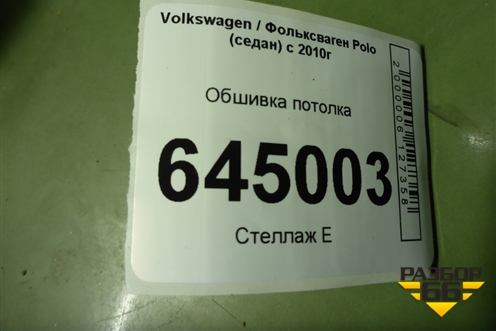 Volkswagen / Фольксваген Polo
(седан) с 2010г
Обшивка потолка
645003
Стеллаж Е
2000006127358
РАЗБОР
66